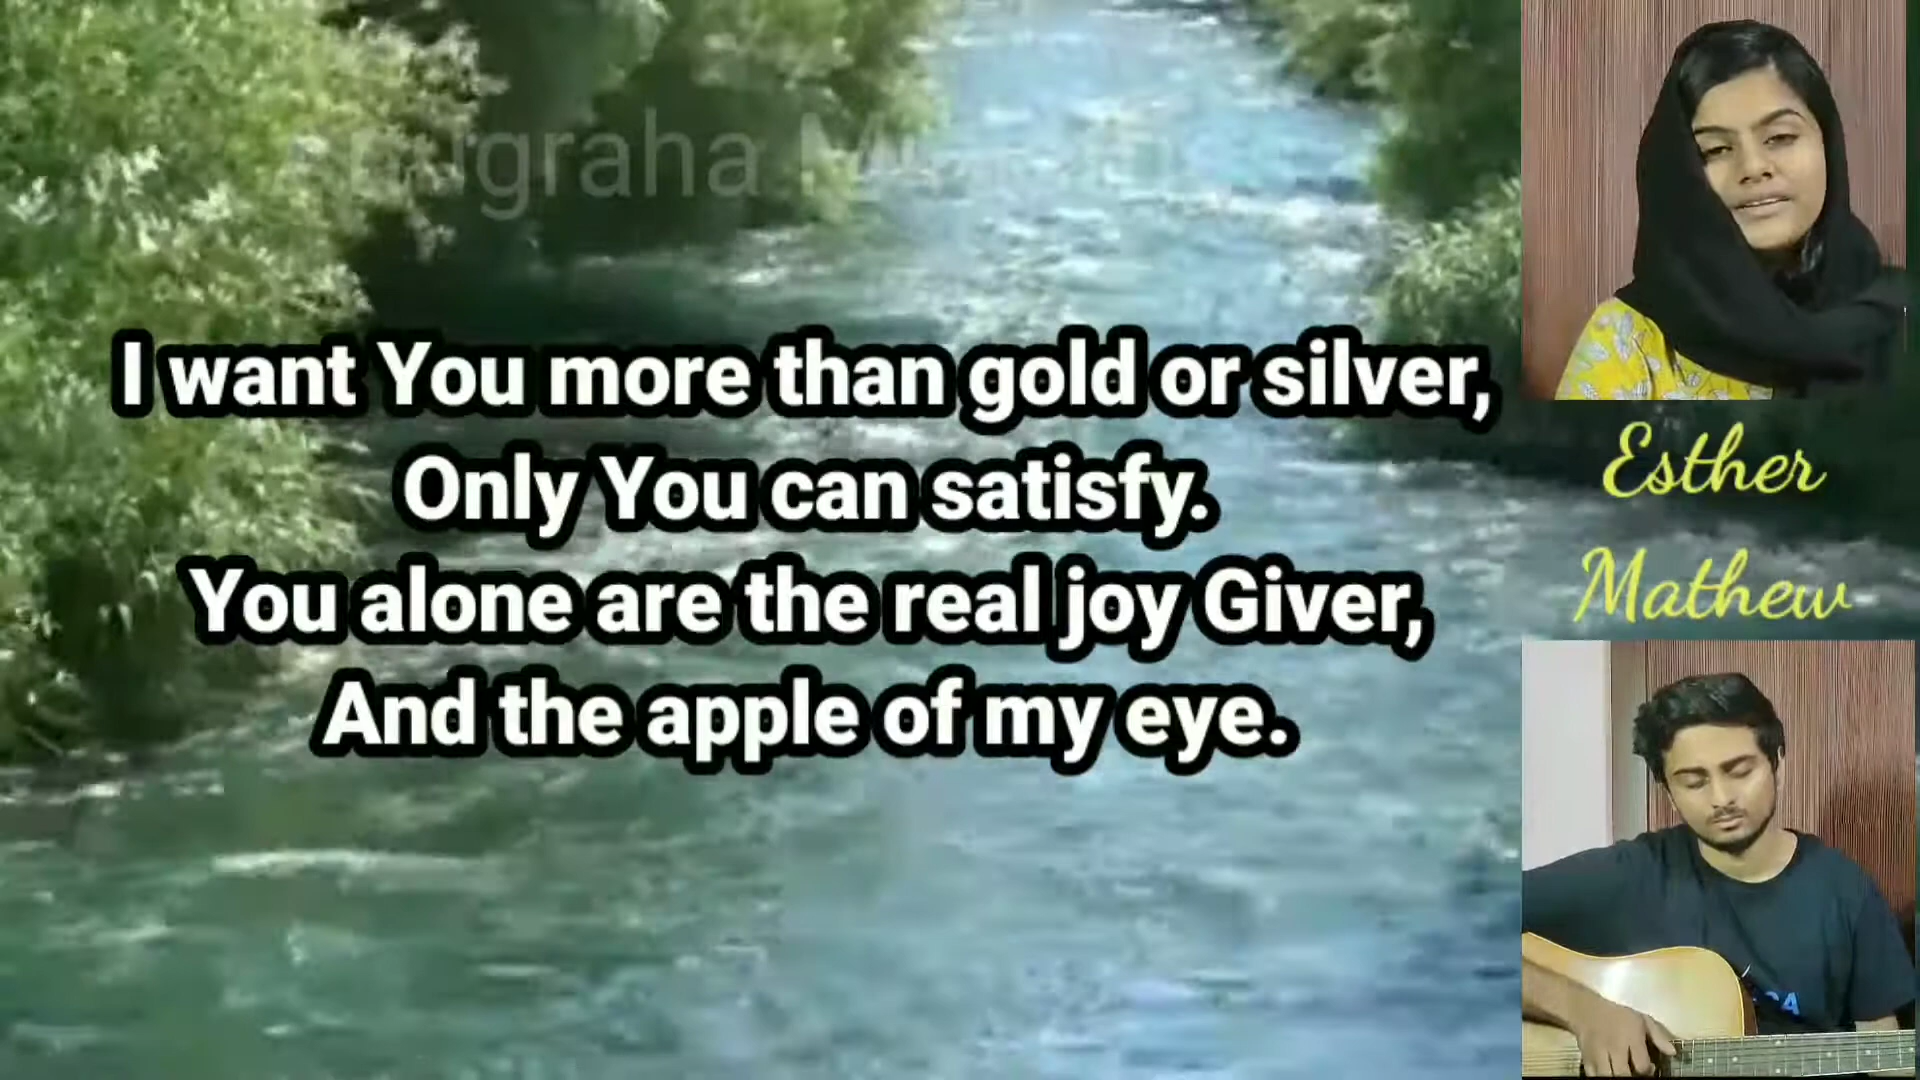 I want You more than gold or silver,
Only You can satisfy.
You alone are the real joy Giver,
And the apple of my eye.
Esther
Mathew